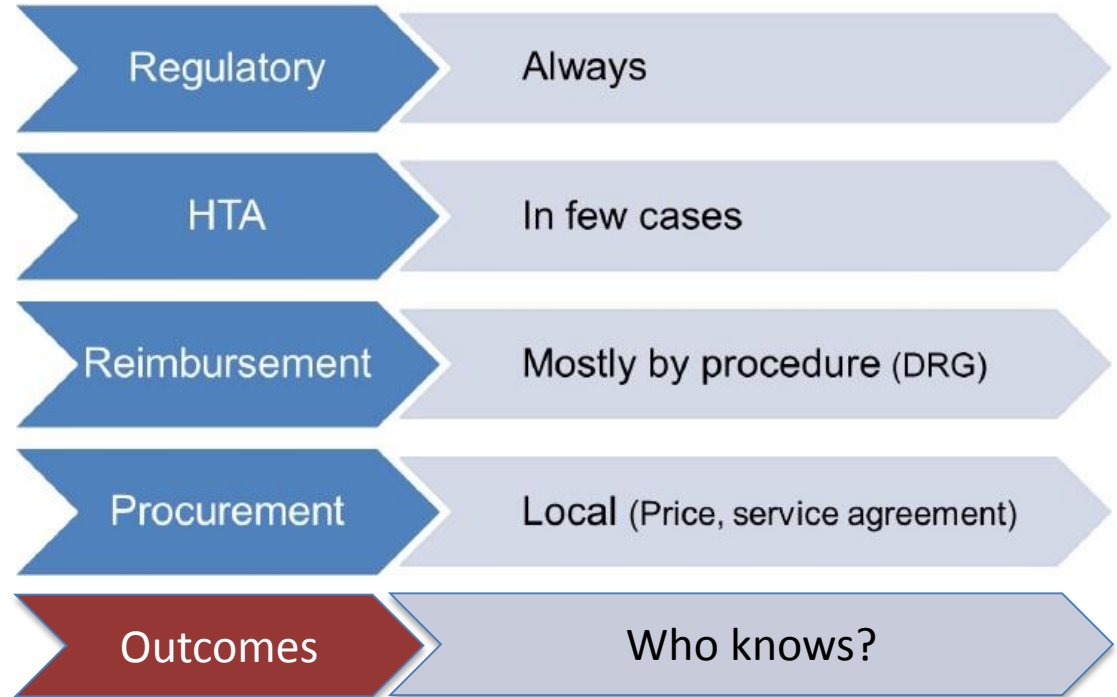 Regulatory Always
HTA In few cases
Reimbursement Mostly by procedure (DRG)
Procurement Local (Price, service agreement)
Outcomes Who knows?